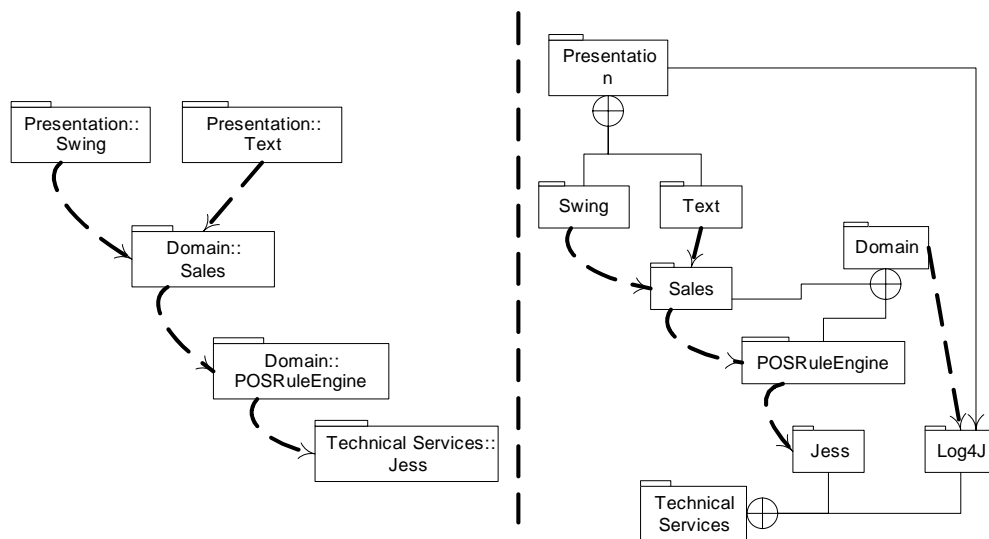 Presentation::
Swing
Presentation::
Text
Domain::
Sales
Domain::
POSRuleEngine
Technical Services::
Jess
Presentatio
n
Swing
Text
Domain
Sales
POSRuleEngine
Jess
Log4J
Technical
Services